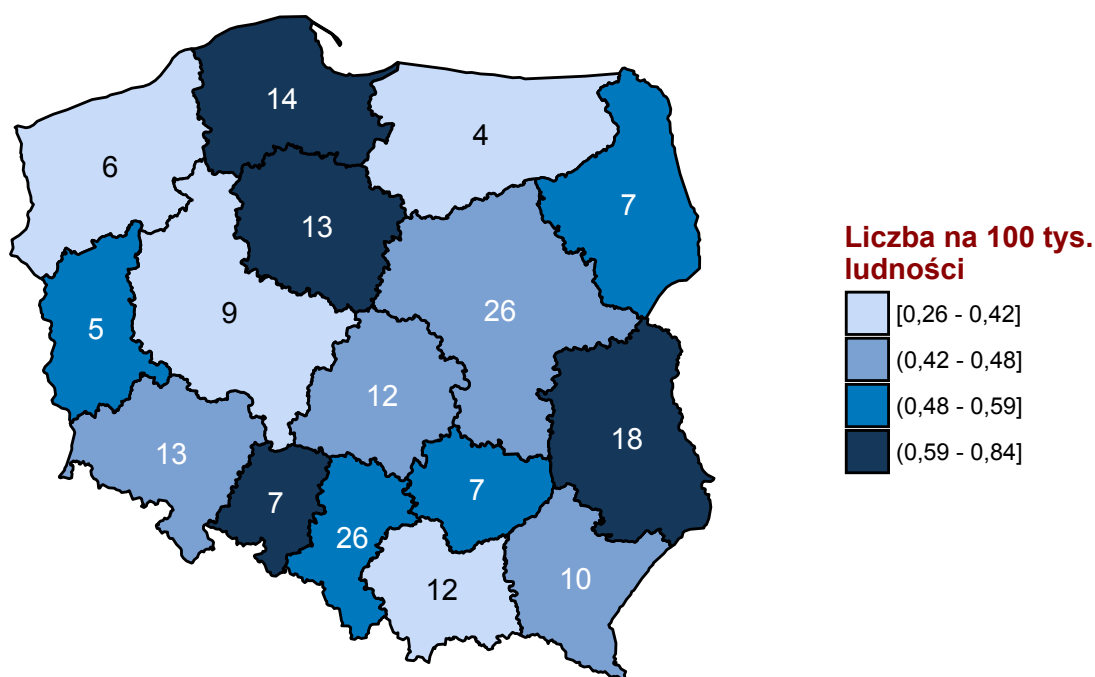 14
4
6
7
13
26
9
5
12
18
13
7
7
26
10
12
Liczba na 100 tys.
ludności
[0,26 - 0,42]
(0,42 - 0,48]
(0,48 - 0,59]
(0,59 - 0,84]